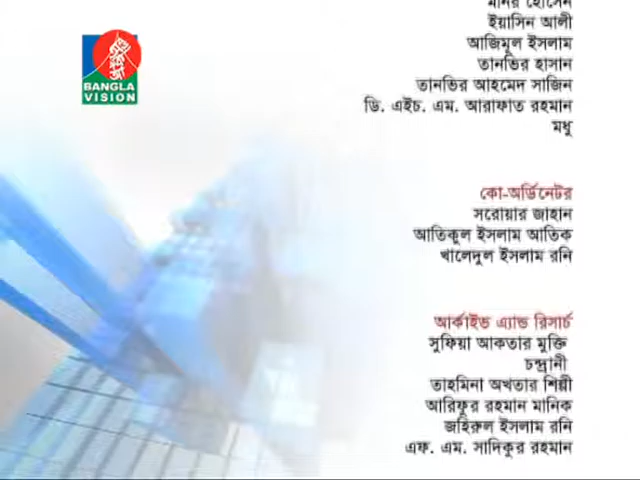 BANGLA
VISION
মনির হোসেন
ইয়াসিন আলী
আজিমুল ইসলাম
তানভির হাসান
তানভির আহমেদ সাজিন
ডি. এইচ. এম. আরাফাত রহমান
মধু
কো-অর্ডিনেটর
সরোয়ার জাহান
আতিকুল ইসলাম আতিক
খালেদুল ইসলাম রনি
আর্কাইভ এ্যান্ড রিসার্চ
সুফিয়া আকতার মুক্তি
চন্দ্রানী
তাহমিনা অখতার শিল্পী
আরিফুর রহমান মানিক
জহিরুল ইসলাম রনি
এফ. এম. সাদিকুর রহমান